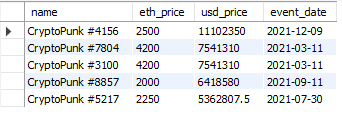 name eth_price usd_price event_date
CryptoPunk #4156 2500 11102350 2021-12-09
CryptoPunk #7804 4200 7541310 2021-03-11
CryptoPunk #3100 4200 7541310 2021-03-11
CryptoPunk #8857 2000 6418580 2021-09-11
CryptoPunk #5217 2250 5362807.5 2021-07-30